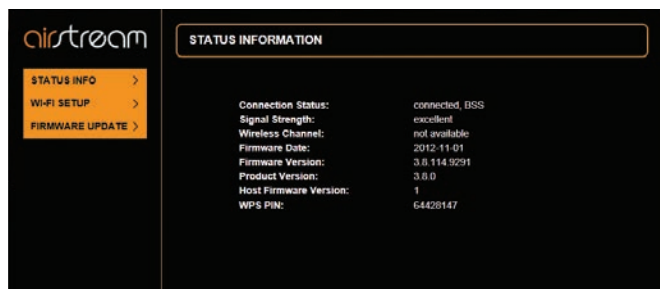 airstream
STATUS INFORMATION
STATUS INFO >
WI-FI SETUP >
FIRMWARE UPDATE >
Connection Status: connected, BSS
Signal Strength: excellent
Wireless Channel: not available
Firmware Date: 2012-11-01
Firmware Version: 3.8.114.9291
Product Version: 3.8.0
Host Firmware Version: 1
WPS PIN: 64428147